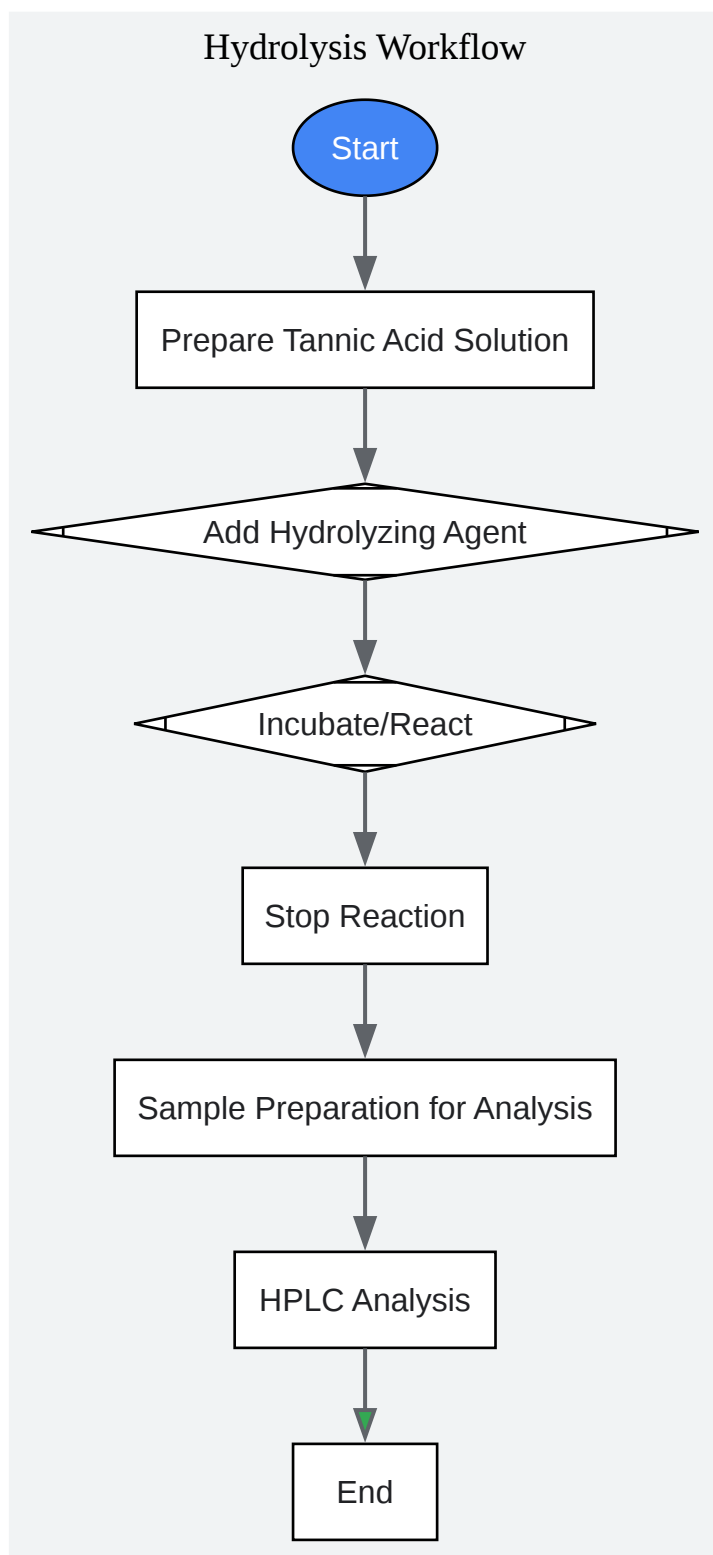 Hydrolysis Workflow
Start
Prepare Tannic Acid Solution
Add Hydrolyzing Agent
Incubate/React
Stop Reaction
Sample Preparation for Analysis
HPLC Analysis
End